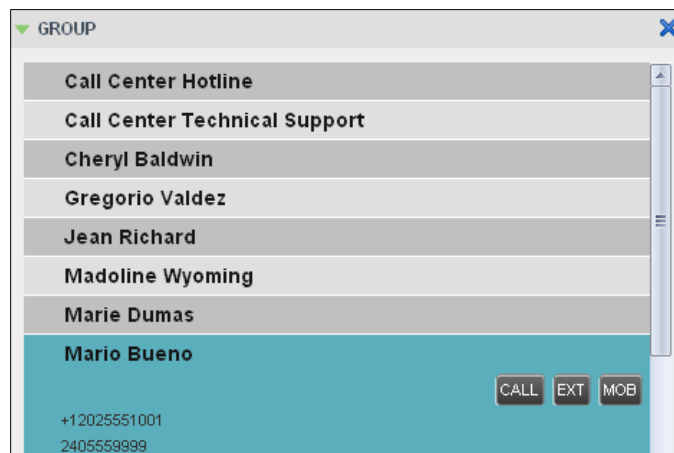 GROUP
Call Center Hotline
Call Center Technical Support
Cheryl Baldwin
Gregorio Valdez
Jean Richard
Madoline Wyoming
Marie Dumas
Mario Bueno
CALL EXT MOB
+12025551001
2405559999